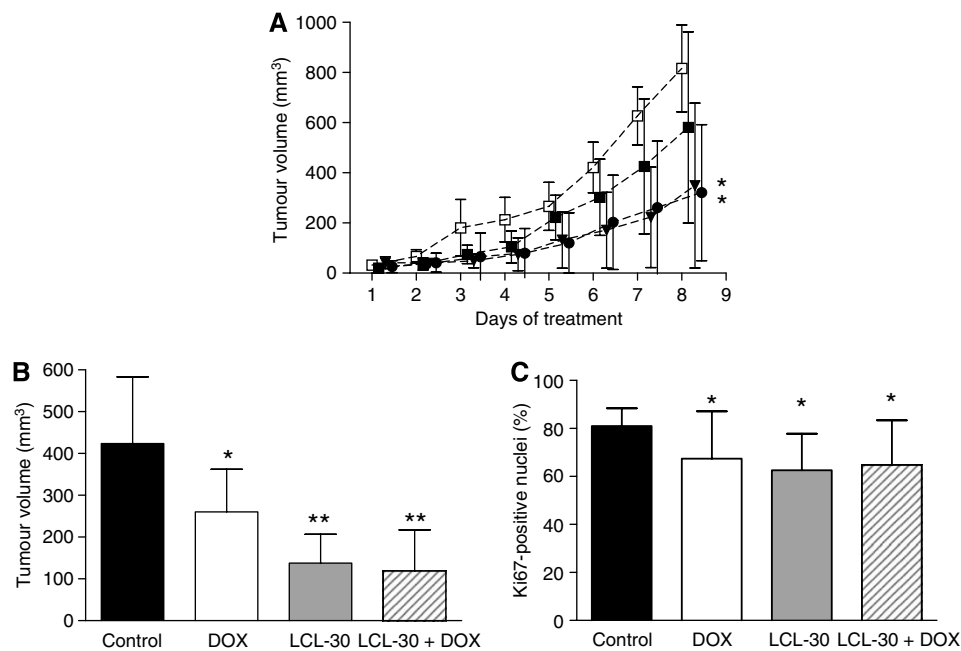 A
Tumour volume (mm³)
1000
800
600
400
200
0
1 2 3 4 5 6 7 8 9
Days of treatment
*
*
B
Tumour volume (mm³)
600
500
400
300
200
100
0
*
**
**
Control DOX LCL-30 LCL-30 + DOX
C
Ki67-positive nuclei (%)
100
80
60
40
20
0
*
*
*
Control DOX LCL-30 LCL-30 + DOX